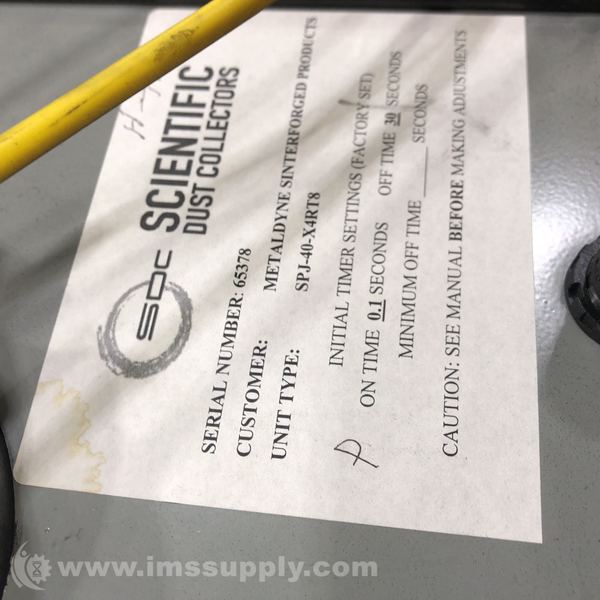 SDC
SCIENTIFIC
DUST COLLECTORS
SERIAL NUMBER: 65378
CUSTOMER: METALDYNE SINTERFORGED PRODUCTS
UNIT TYPE: SPJ-40-X4RT8
INITIAL TIMER SETTINGS (FACTORY SET)
ON TIME 0.1 SECONDS OFF TIME 30 SECONDS
MINIMUM OFF TIME ____ SECONDS
CAUTION: SEE MANUAL BEFORE MAKING ADJUSTMENTS
www.imssupply.com